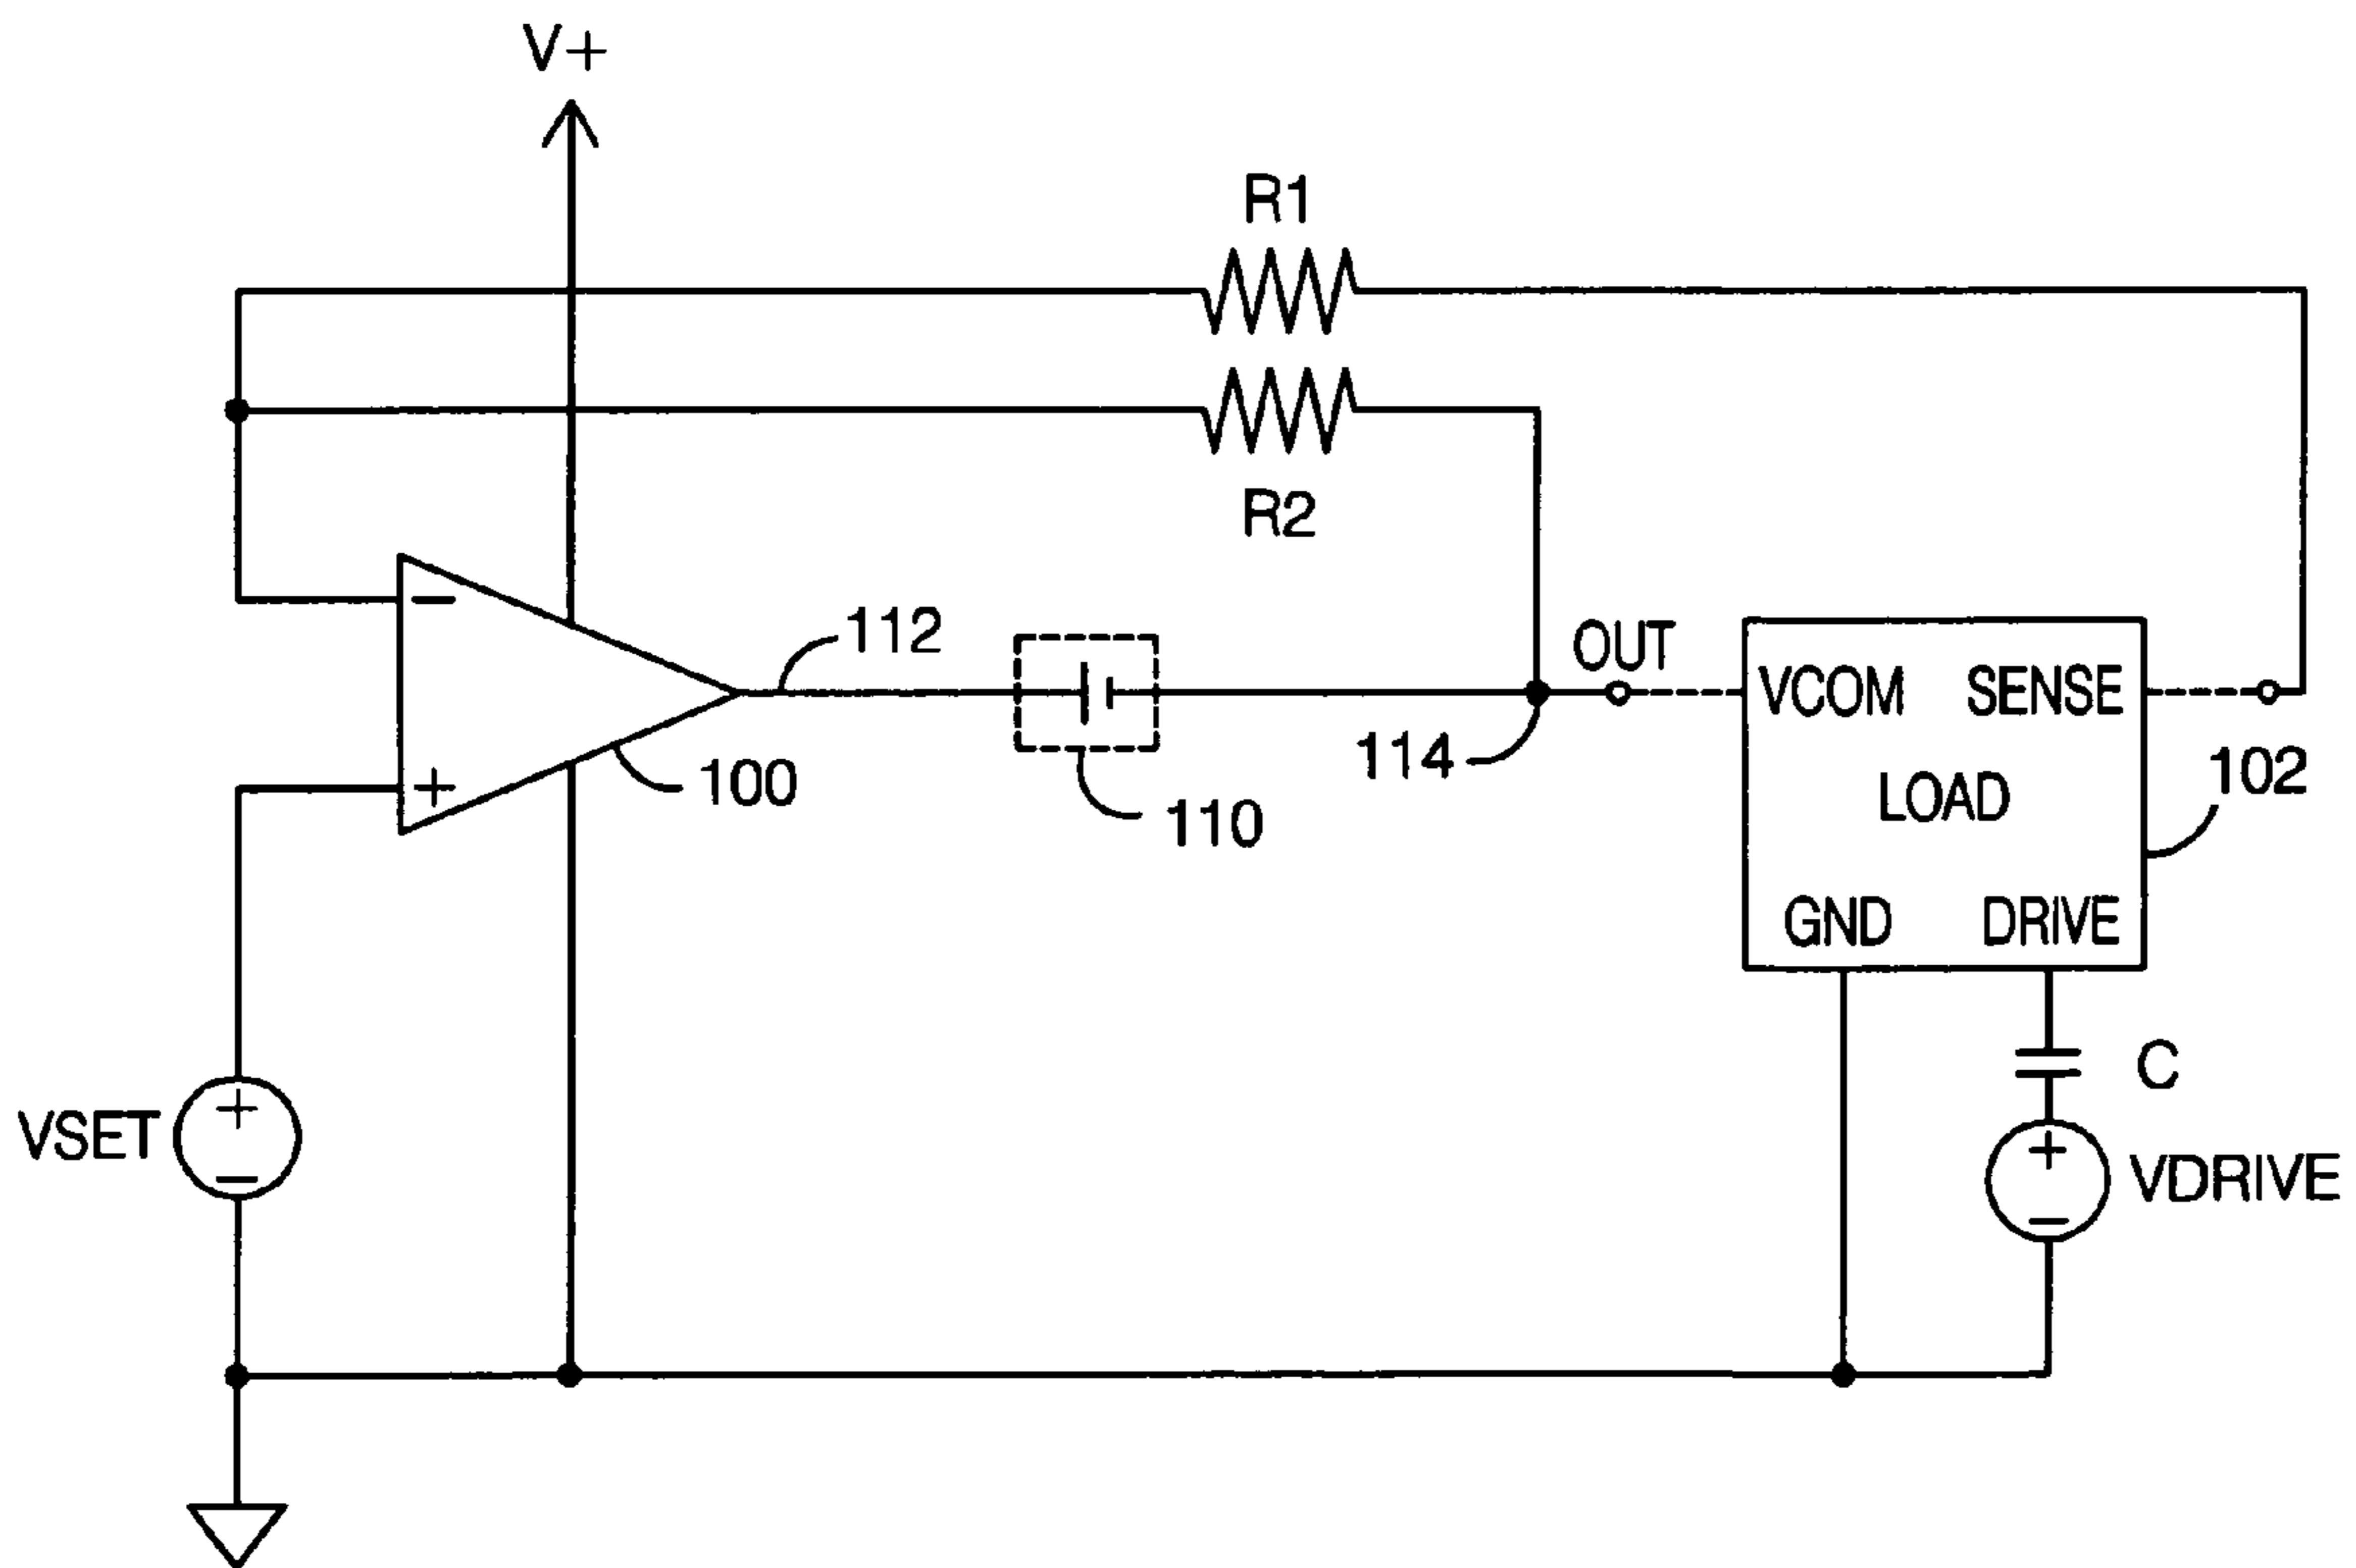 V+
R1
R2
112
OUT
VCOM SENSE
114
102
100
LOAD
110
GND DRIVE
C
VSET
VDRIVE